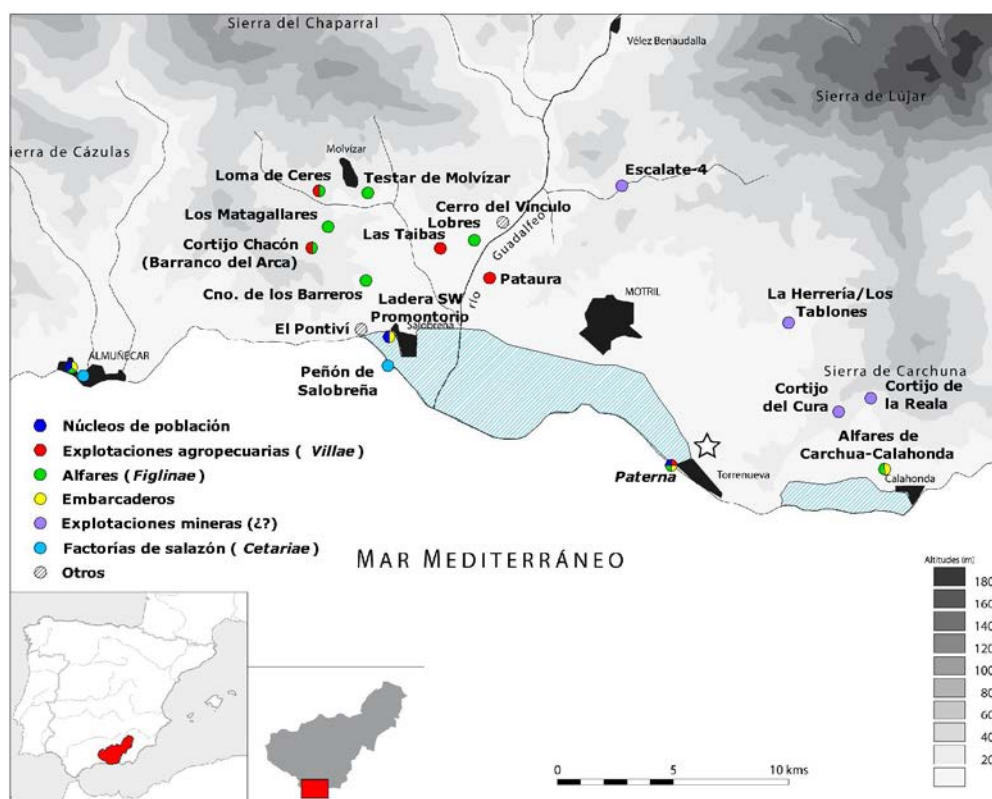 Sierra del Chaparral
Vélez Benaudalla
Sierra de Lújar
ierra de Cázulas
Molvízar
Loma de Ceres
Testar de Molvízar
Escalate-4
Los Matagallares
Cerro del Vínculo
Lobres
Las Taibas
río Guadalfeo
Cortijo Chacón
(Barranco del Arca)
Pataura
Cno. de los Barreros
MOTRIL
La Herrería/Los
Tablones
Ladera SW
Promontorio
El Pontiví
Salobreña
ALMUÑECAR
Peñón de
Salobreña
Sierra de Carchuna
Cortijo
del Cura
Cortijo de
la Reala
Alfares de
Carchua-Calahonda
Calahonda
Paterna
Torrenueva
Núcleos de población
Explotaciones agropecuarias ( Villae )
Alfares ( Figlinae )
Embarcaderos
Explotaciones mineras (¿?)
Factorías de salazón ( Cetariae )
Otros
MAR MEDITERRÁNEO
Altitudes (m)
180
160
140
120
100
80
60
40
20
0 5 10 kms